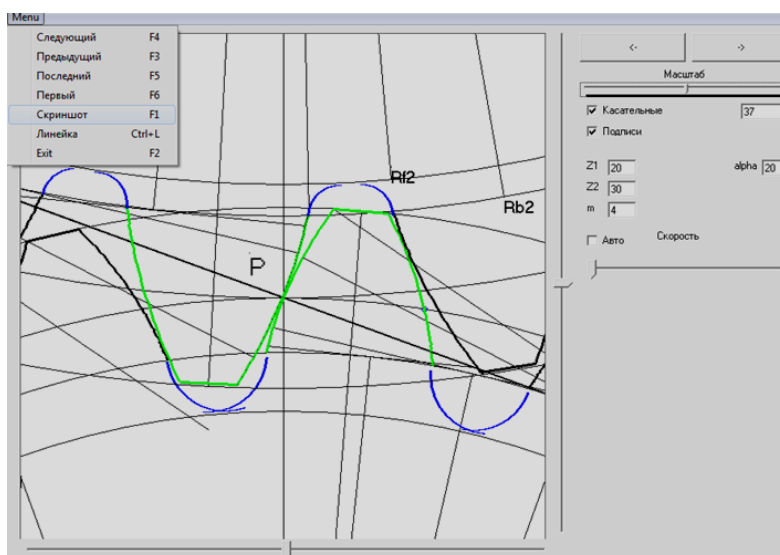 Menu
Следующий F4
Предыдущий F3
Последний F5
Первый F6
Скриншот F1
Линейка Ctrl+L
Exit F2
<- ->
Масштаб
Касательные 37
Подписи
Z1 20 alpha 20
Z2 30
m 4
Авто Скорость
Rf2
Rb2
P